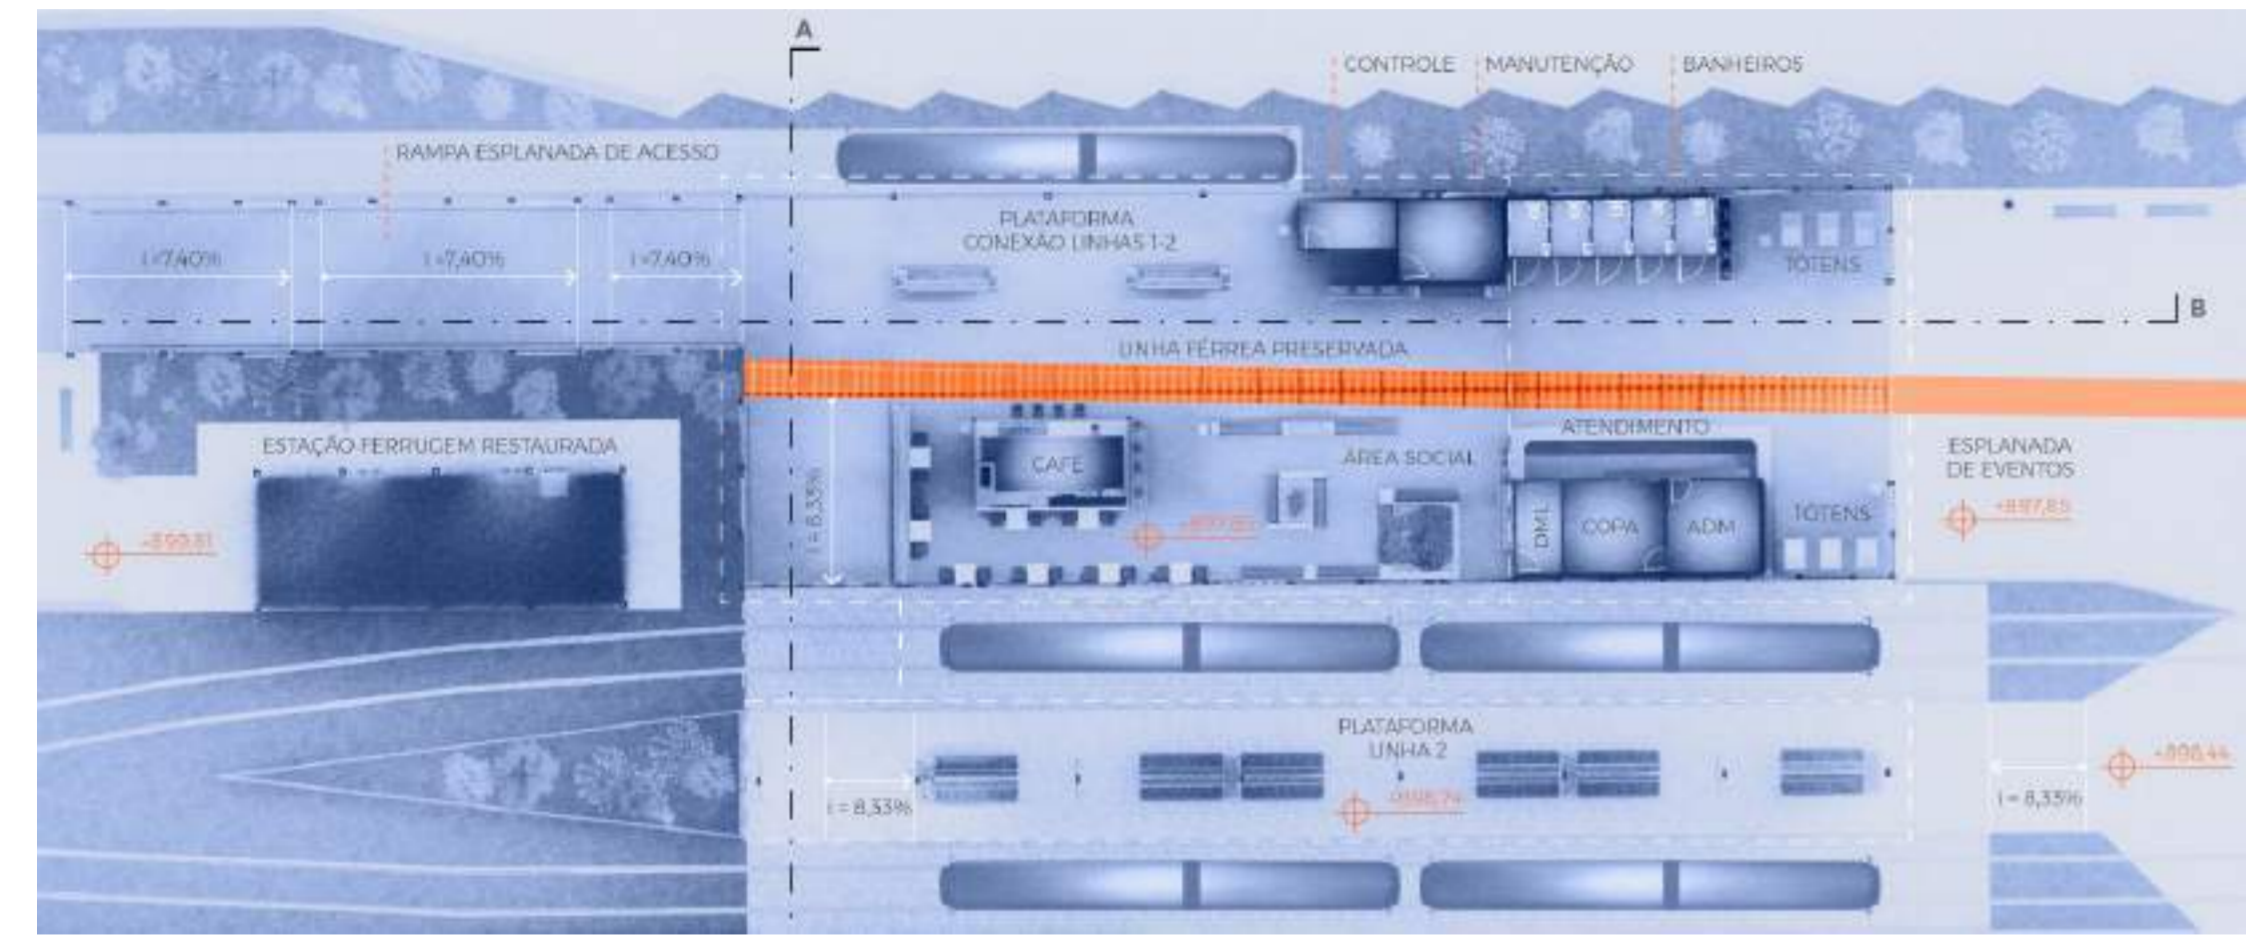 A
CONTROLE
MANUTENÇÃO
BANHEIROS
RAMPA ESPLANADA DE ACESSO
PLATAFORMA
CONEXÃO LINHAS 1-2
i =7,40%
i =7,40%
i =7,40%
TOTENS
B
LINHA FÉRREA PRESERVADA
ESTAÇÃO FERRUGEM RESTAURADA
CAFÉ
ÁREA SOCIAL
ATENDIMENTO
ESPLANADA
DE EVENTOS
i = 8,33%
DML
COPA
ADM
TOTENS
+897,85
PLATAFORMA
LINHA 2
i = 8,33%
+898,44
i = 8,33%